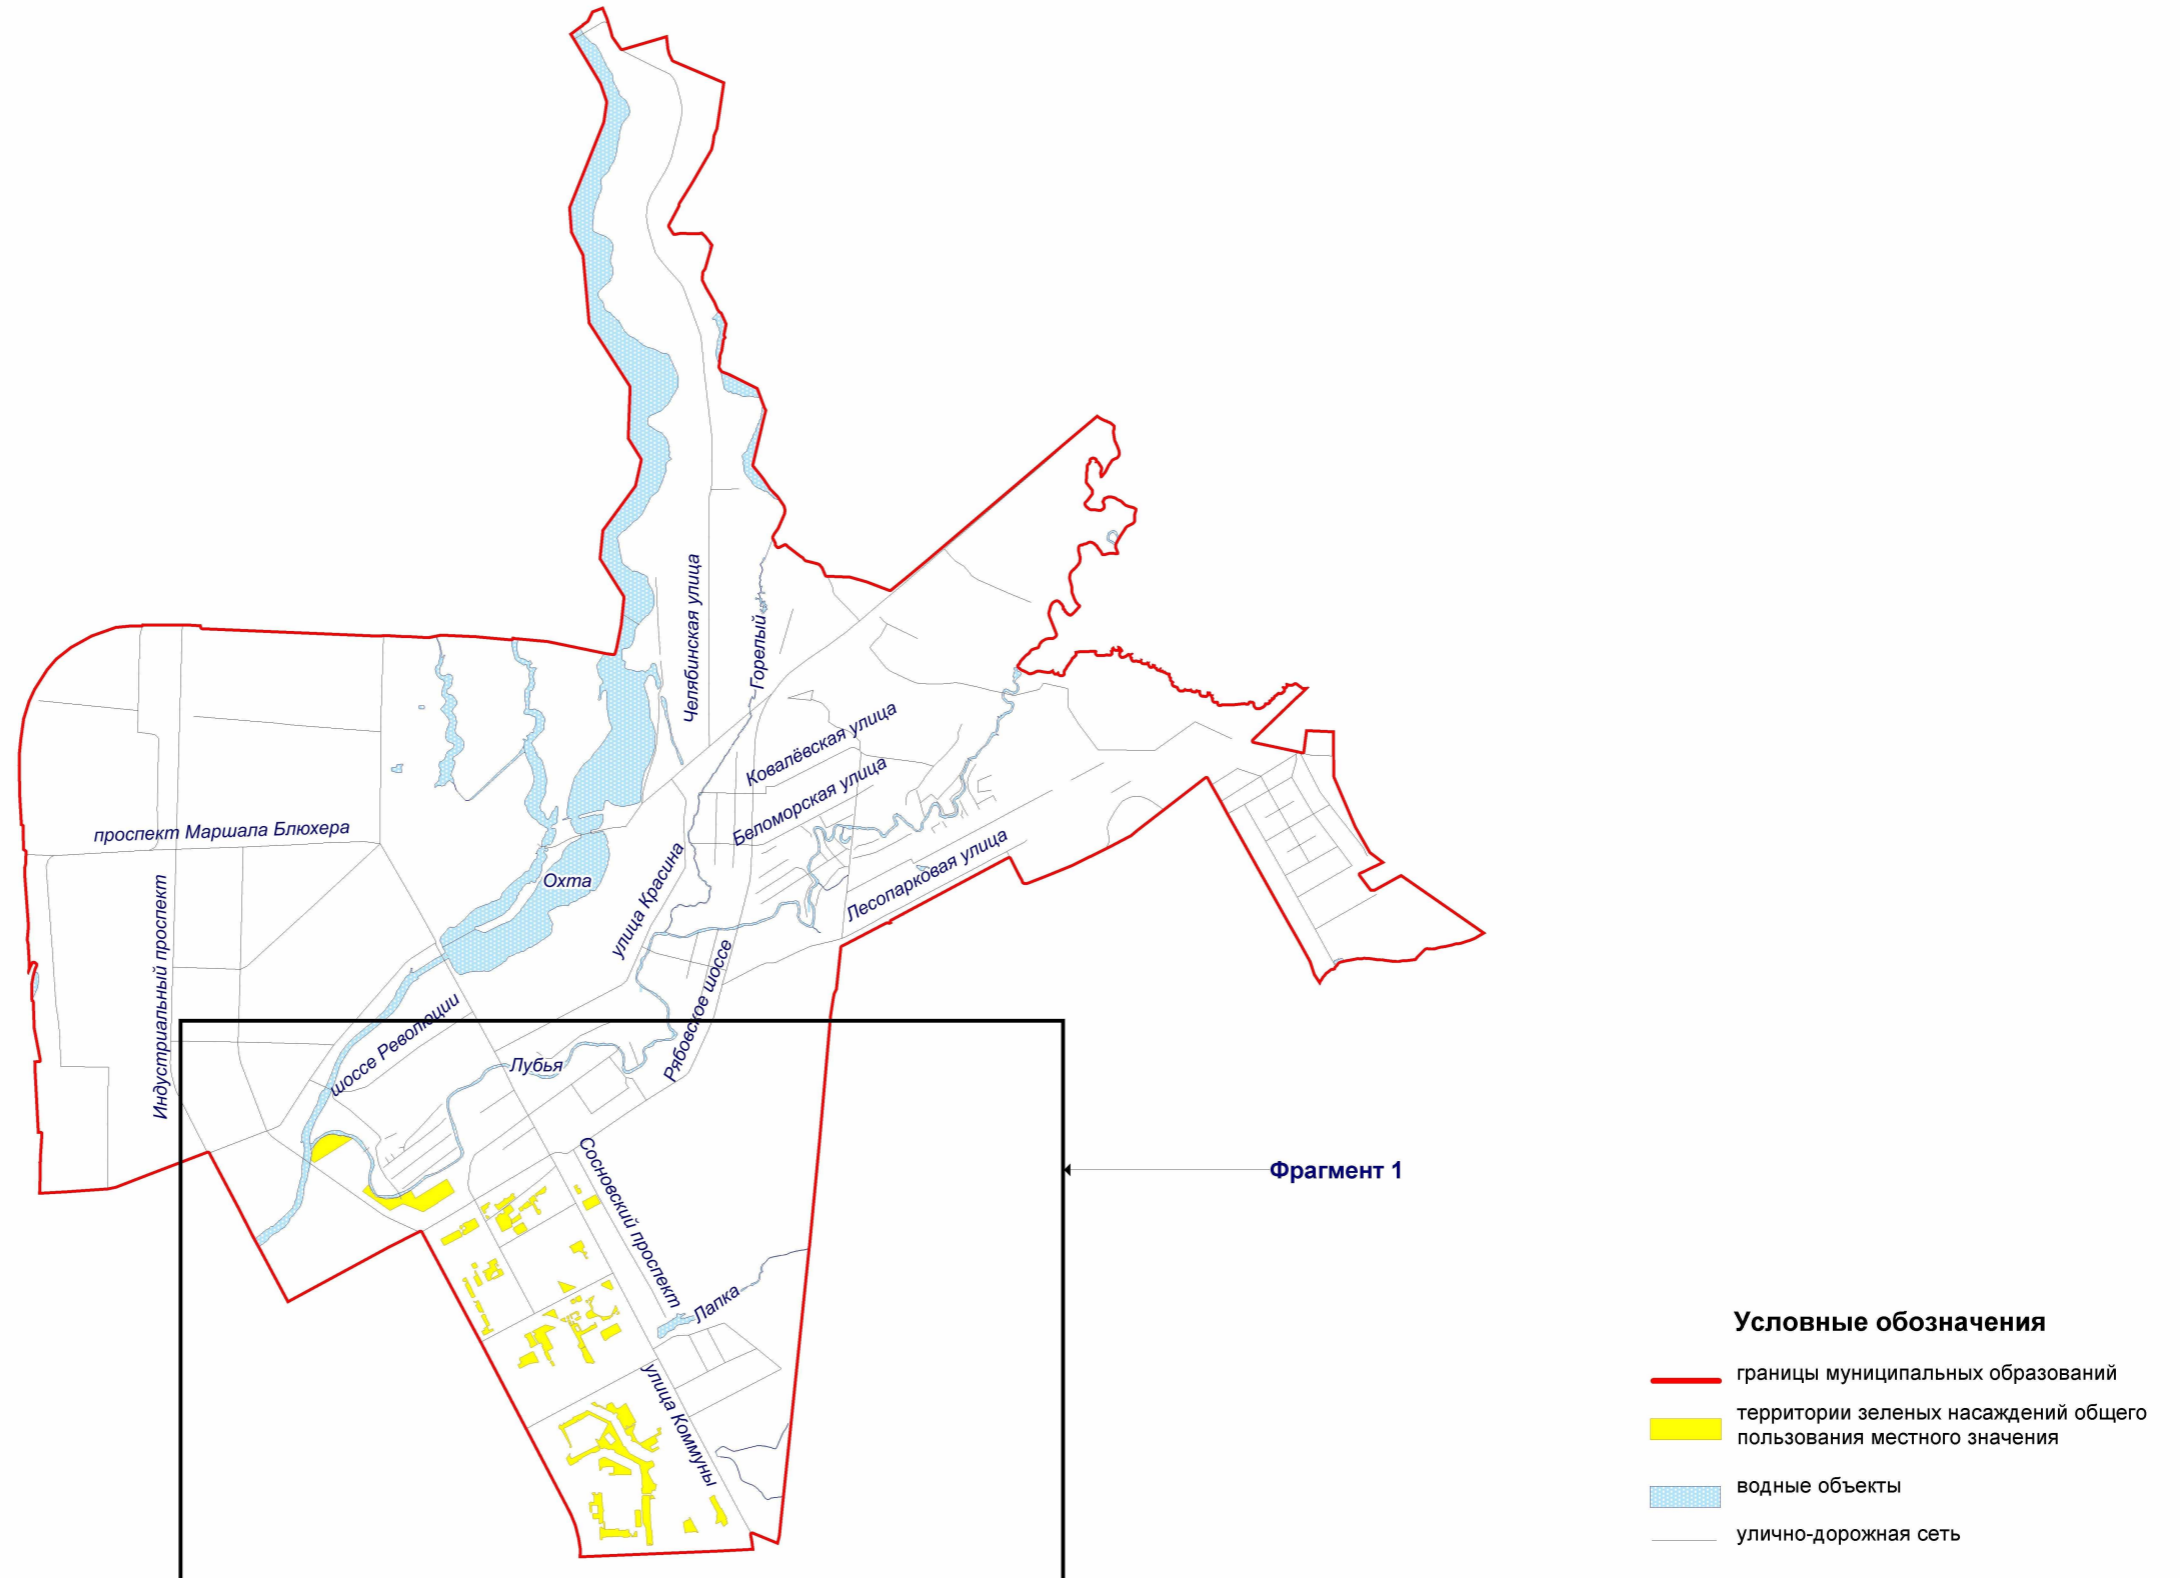 Челябинская улица
Горелый
Ковалёвская улица
Беломорская улица
проспект Маршала Блюхера
Охта
улица Красина
Лесопарковая улица
Индустриальный проспект
Рябовское шоссе
шоссе Революции
Лубья
Сосновский проспект
Фрагмент 1
Лапка
улица Коммуны
Условные обозначения
границы муниципальных образований
территории зеленых насаждений общего
пользования местного значения
водные объекты
улично-дорожная сеть